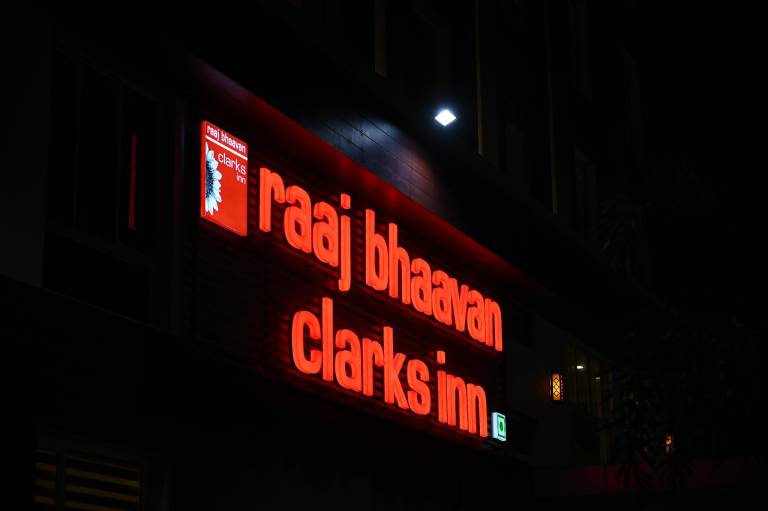 raaj bhaavan
clarks
inn
raaj bhaavan
clarks inn